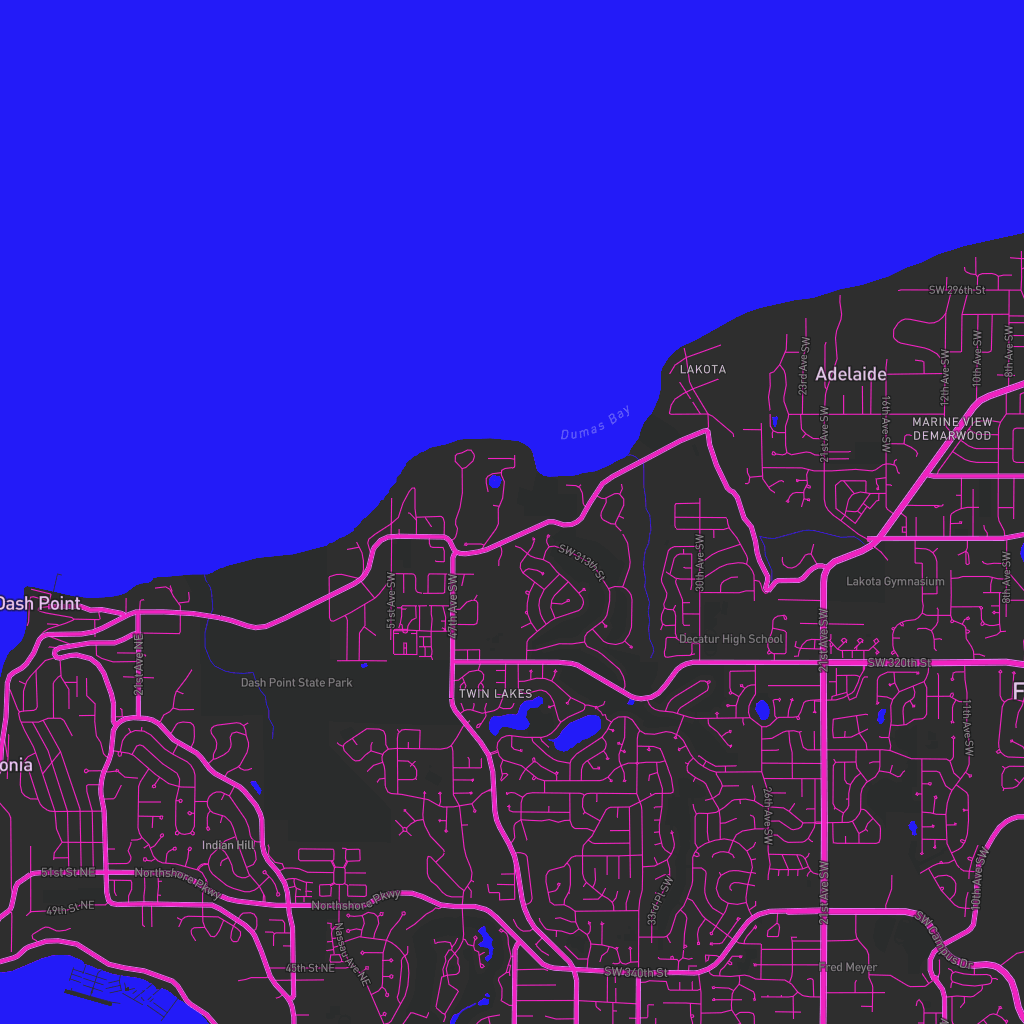 SW 296th St
8th Ave SW
10th Ave SW
23rd Ave SW
12th Ave SW
LAKOTA
Adelaide
16th Ave SW
21st Ave SW
Dumas Bay
MARINE VIEW
DEMARWOOD
SW 313th St
30th Ave SW
8th Ave SW
51st Ave SW
47th Ave SW
Lakota Gymnasium
Dash Point
21st Ave NE
Decatur High School
21st Ave SW
SW 320th St
Dash Point State Park
TWIN LAKES
F
11th Ave SW
onia
26th Ave SW
Indian Hill
51st St NE
Northshore Pkwy
Northshore Pkwy
49th St NE
33rd Pl SW
21st Ave SW
10th Ave SW
SW Campus Dr
Nassau Ave NE
45th St NE
SW 340th St
Fred Meyer